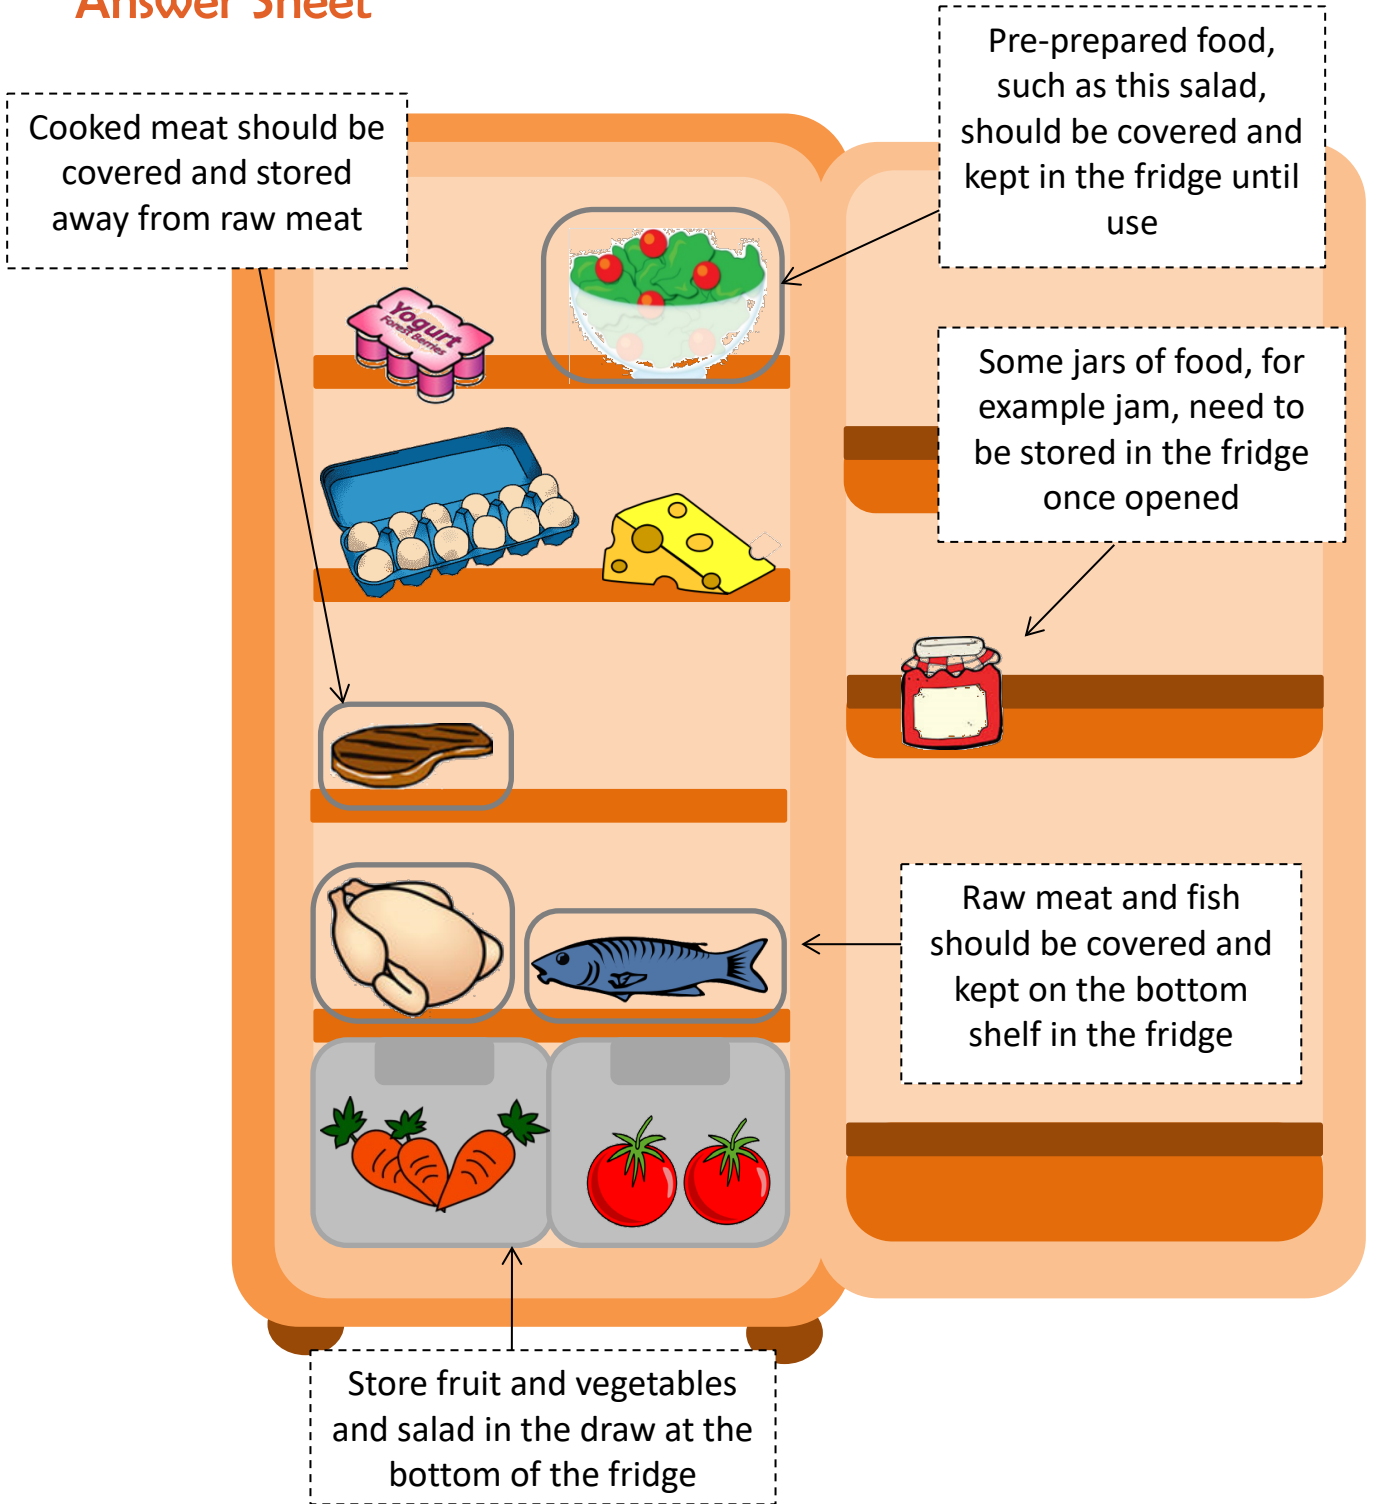 Answer Sheet
Pre-prepared food,
such as this salad,
should be covered and
kept in the fridge until
use
Cooked meat should be
covered and stored
away from raw meat
Yogurt
Forest Berries
Some jars of food, for
example jam, need to
be stored in the fridge
once opened
Raw meat and fish
should be covered and
kept on the bottom
shelf in the fridge
Store fruit and vegetables
and salad in the draw at the
bottom of the fridge